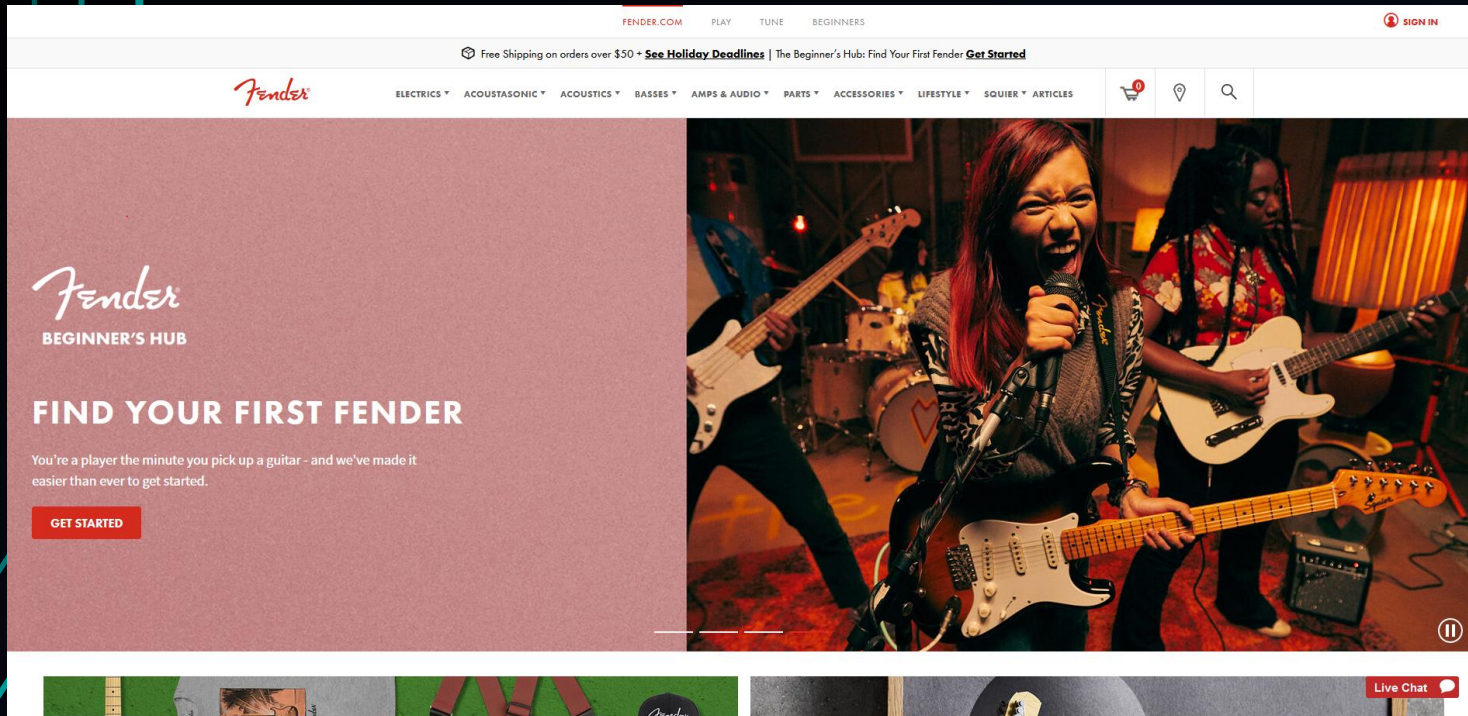 FENDER.COM PLAY TUNE BEGINNERS
SIGN IN
Free Shipping on orders over $50 + See Holiday Deadlines | The Beginner's Hub: Find Your First Fender Get Started
Fender
ELECTRICS ACOUSTASONIC ACOUSTICS BASSES AMPS & AUDIO PARTS ACCESSORIES LIFESTYLE SQUIER ARTICLES
0
Fender
BEGINNER'S HUB
FIND YOUR FIRST FENDER
You're a player the minute you pick up a guitar - and we've made it
easier than ever to get started.
GET STARTED
Fender
Squier
Live Chat
Fender